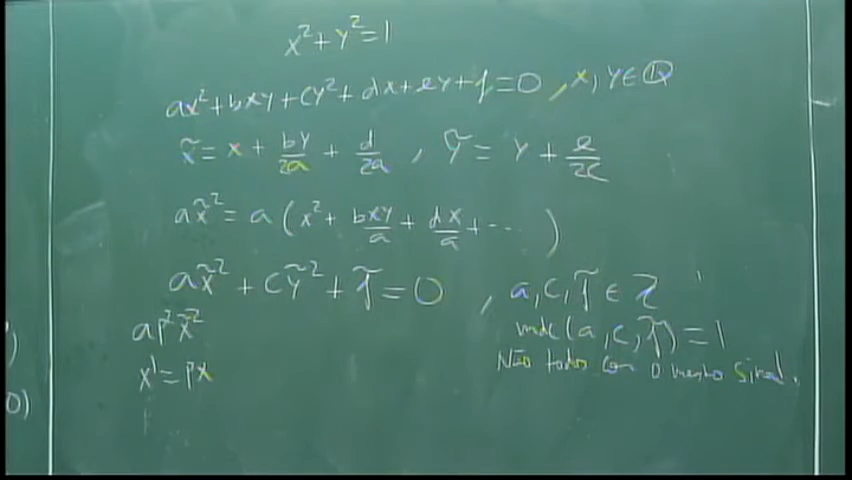 x² + y² = 1
ax² + bxy + cy² + dx + ey + f = 0 , x, y ∈ ℚ
x̃ = x + by/2a + d/2a , ỹ = y + e/2c
ax̃² = a ( x² + bxy/a + dx/a + ⋯ )
ax̃² + cỹ² + f̃ = 0 , a, c, f̃ ∈ ℤ
ap²x̃² mdc(a, c, f̃) = 1
x' = px Não todos com o mesmo sinal.
)
0)